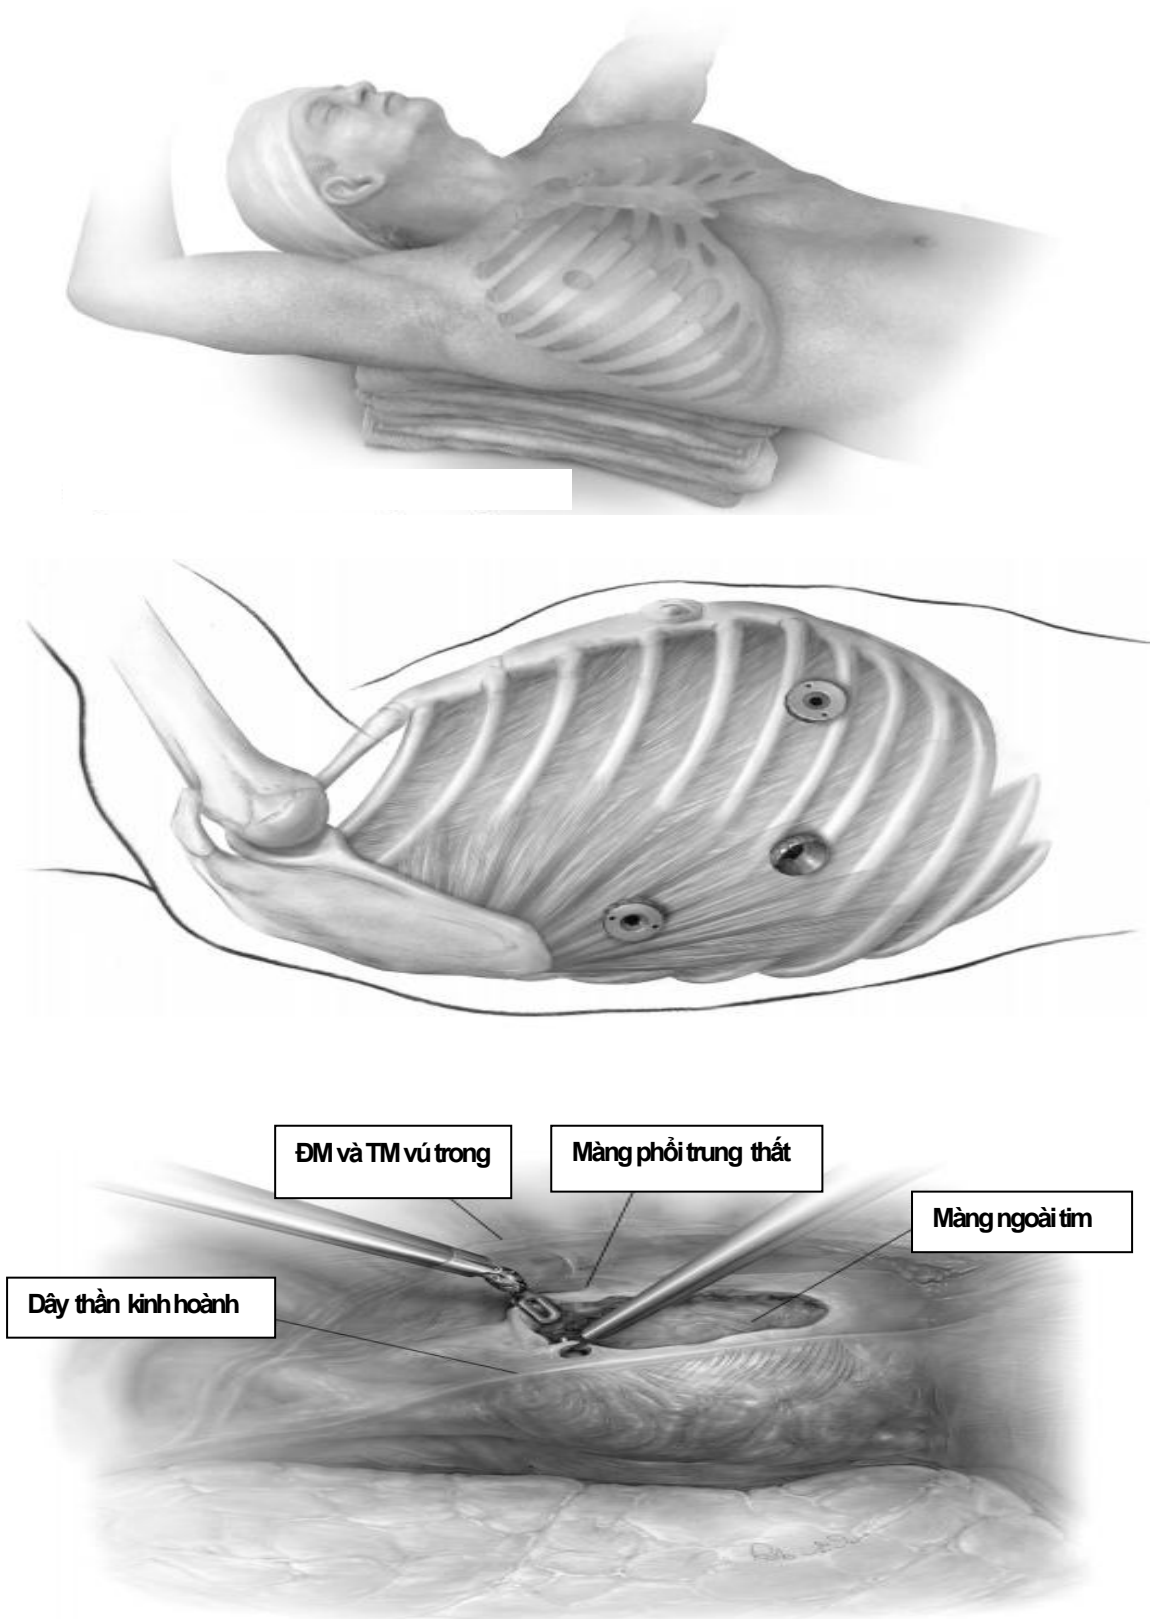 ĐM và TM vú trong
Màng phổi trung thất
Màng ngoài tim
Dây thần kinh hoành